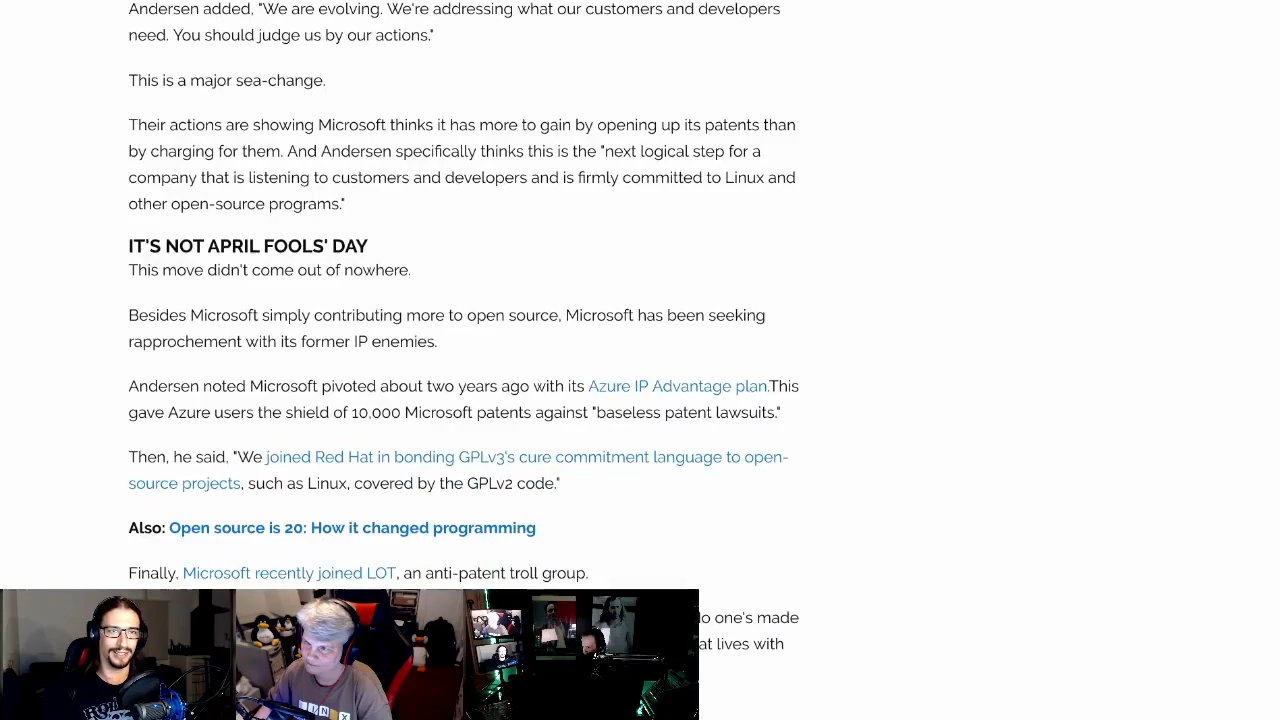 Andersen added, "We are evolving. We're addressing what our customers and developers
need. You should judge us by our actions."
This is a major sea-change.
Their actions are showing Microsoft thinks it has more to gain by opening up its patents than
by charging for them. And Andersen specifically thinks this is the "next logical step for a
company that is listening to customers and developers and is firmly committed to Linux and
other open-source programs."
IT'S NOT APRIL FOOLS' DAY
This move didn't come out of nowhere.
Besides Microsoft simply contributing more to open source, Microsoft has been seeking
rapprochement with its former IP enemies.
Andersen noted Microsoft pivoted about two years ago with its Azure IP Advantage plan.This
gave Azure users the shield of 10,000 Microsoft patents against "baseless patent lawsuits."
Then, he said, "We joined Red Hat in bonding GPLv3's cure commitment language to open-
source projects, such as Linux, covered by the GPLv2 code."
Also: Open source is 20: How it changed programming
Finally, Microsoft recently joined LOT, an anti-patent troll group.
one's made
lives with